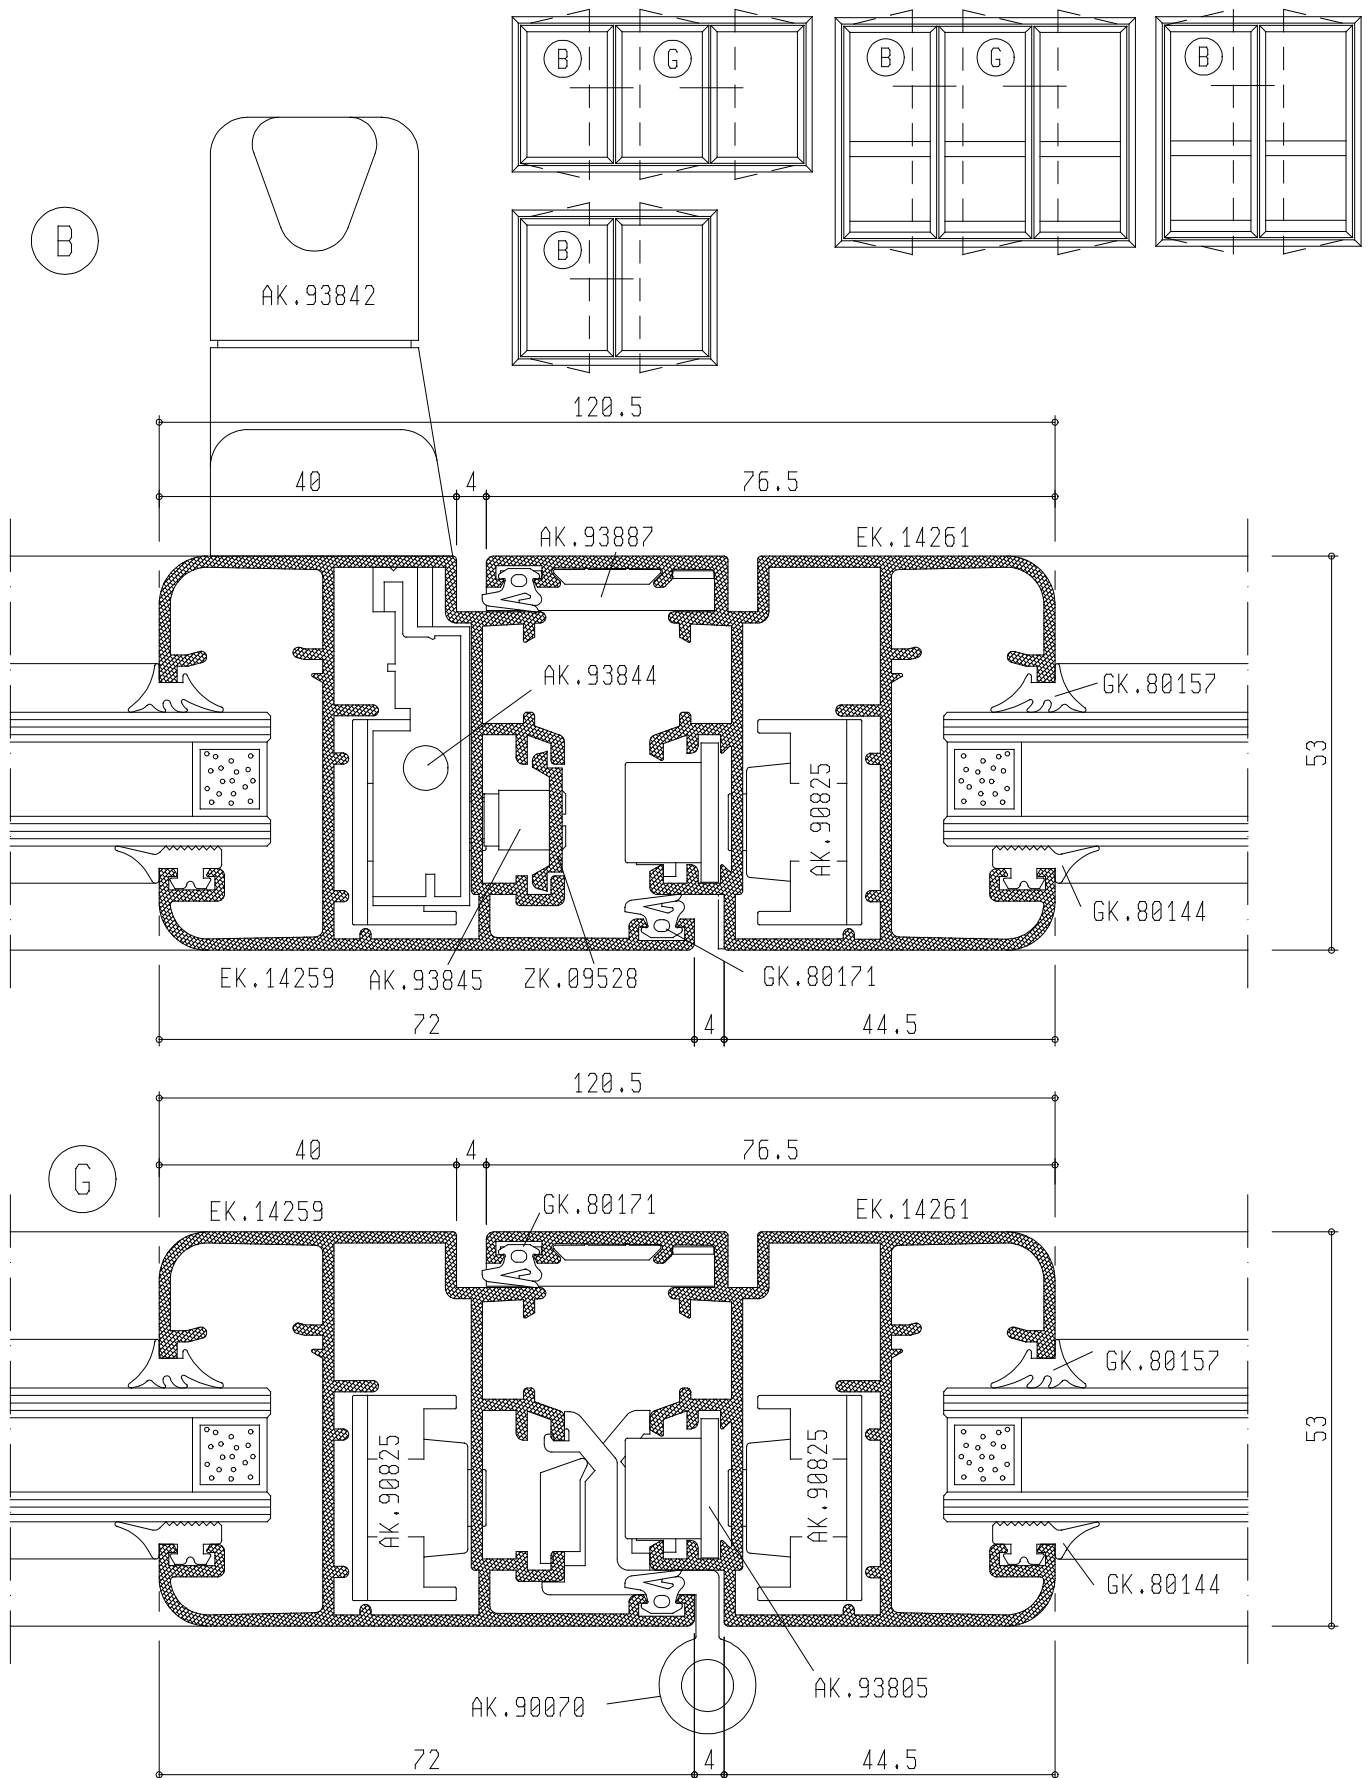 B G B G B
B
B
AK.93842
120.5
40 4 76.5
AK.93887 EK.14261
AK.93844 GK.80157
53
AK.90825
GK.80144
EK.14259 AK.93845 ZK.09528 GK.80171
72 4 44.5
120.5
G
40 4 76.5
EK.14259 GK.80171 EK.14261
GK.80157
53
AK.90825 AK.90825
GK.80144
AK.90070 AK.93805
72 4 44.5